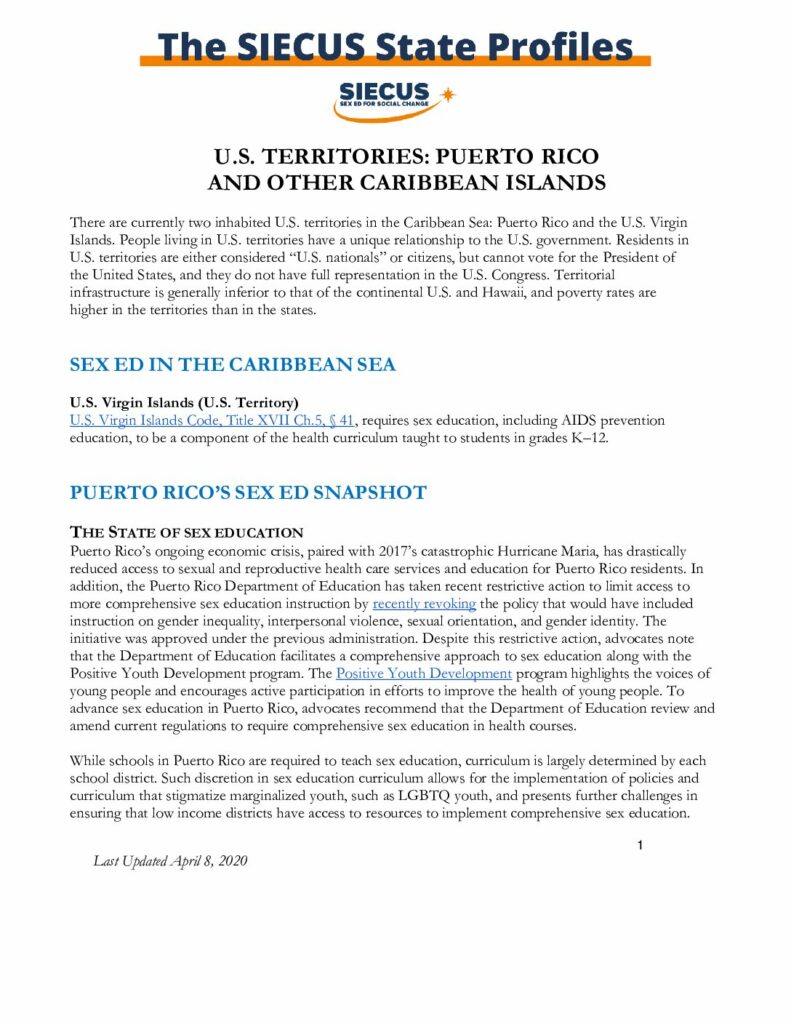 The SIECUS State Profiles
SIECUS
SEX ED FOR SOCIAL CHANGE
U.S. TERRITORIES: PUERTO RICO
AND OTHER CARIBBEAN ISLANDS
There are currently two inhabited U.S. territories in the Caribbean Sea: Puerto Rico and the U.S. Virgin
Islands. People living in U.S. territories have a unique relationship to the U.S. government. Residents in
U.S. territories are either considered “U.S. nationals” or citizens, but cannot vote for the President of
the United States, and they do not have full representation in the U.S. Congress. Territorial
infrastructure is generally inferior to that of the continental U.S. and Hawaii, and poverty rates are
higher in the territories than in the states.
SEX ED IN THE CARIBBEAN SEA
U.S. Virgin Islands (U.S. Territory)
U.S. Virgin Islands Code, Title XVII Ch.5, § 41, requires sex education, including AIDS prevention
education, to be a component of the health curriculum taught to students in grades K–12.
PUERTO RICO’S SEX ED SNAPSHOT
THE STATE OF SEX EDUCATION
Puerto Rico’s ongoing economic crisis, paired with 2017’s catastrophic Hurricane Maria, has drastically
reduced access to sexual and reproductive health care services and education for Puerto Rico residents. In
addition, the Puerto Rico Department of Education has taken recent restrictive action to limit access to
more comprehensive sex education instruction by recently revoking the policy that would have included
instruction on gender inequality, interpersonal violence, sexual orientation, and gender identity. The
initiative was approved under the previous administration. Despite this restrictive action, advocates note
that the Department of Education facilitates a comprehensive approach to sex education along with the
Positive Youth Development program. The Positive Youth Development program highlights the voices of
young people and encourages active participation in efforts to improve the health of young people. To
advance sex education in Puerto Rico, advocates recommend that the Department of Education review and
amend current regulations to require comprehensive sex education in health courses.
While schools in Puerto Rico are required to teach sex education, curriculum is largely determined by each
school district. Such discretion in sex education curriculum allows for the implementation of policies and
curriculum that stigmatize marginalized youth, such as LGBTQ youth, and presents further challenges in
ensuring that low income districts have access to resources to implement comprehensive sex education.
1
Last Updated April 8, 2020